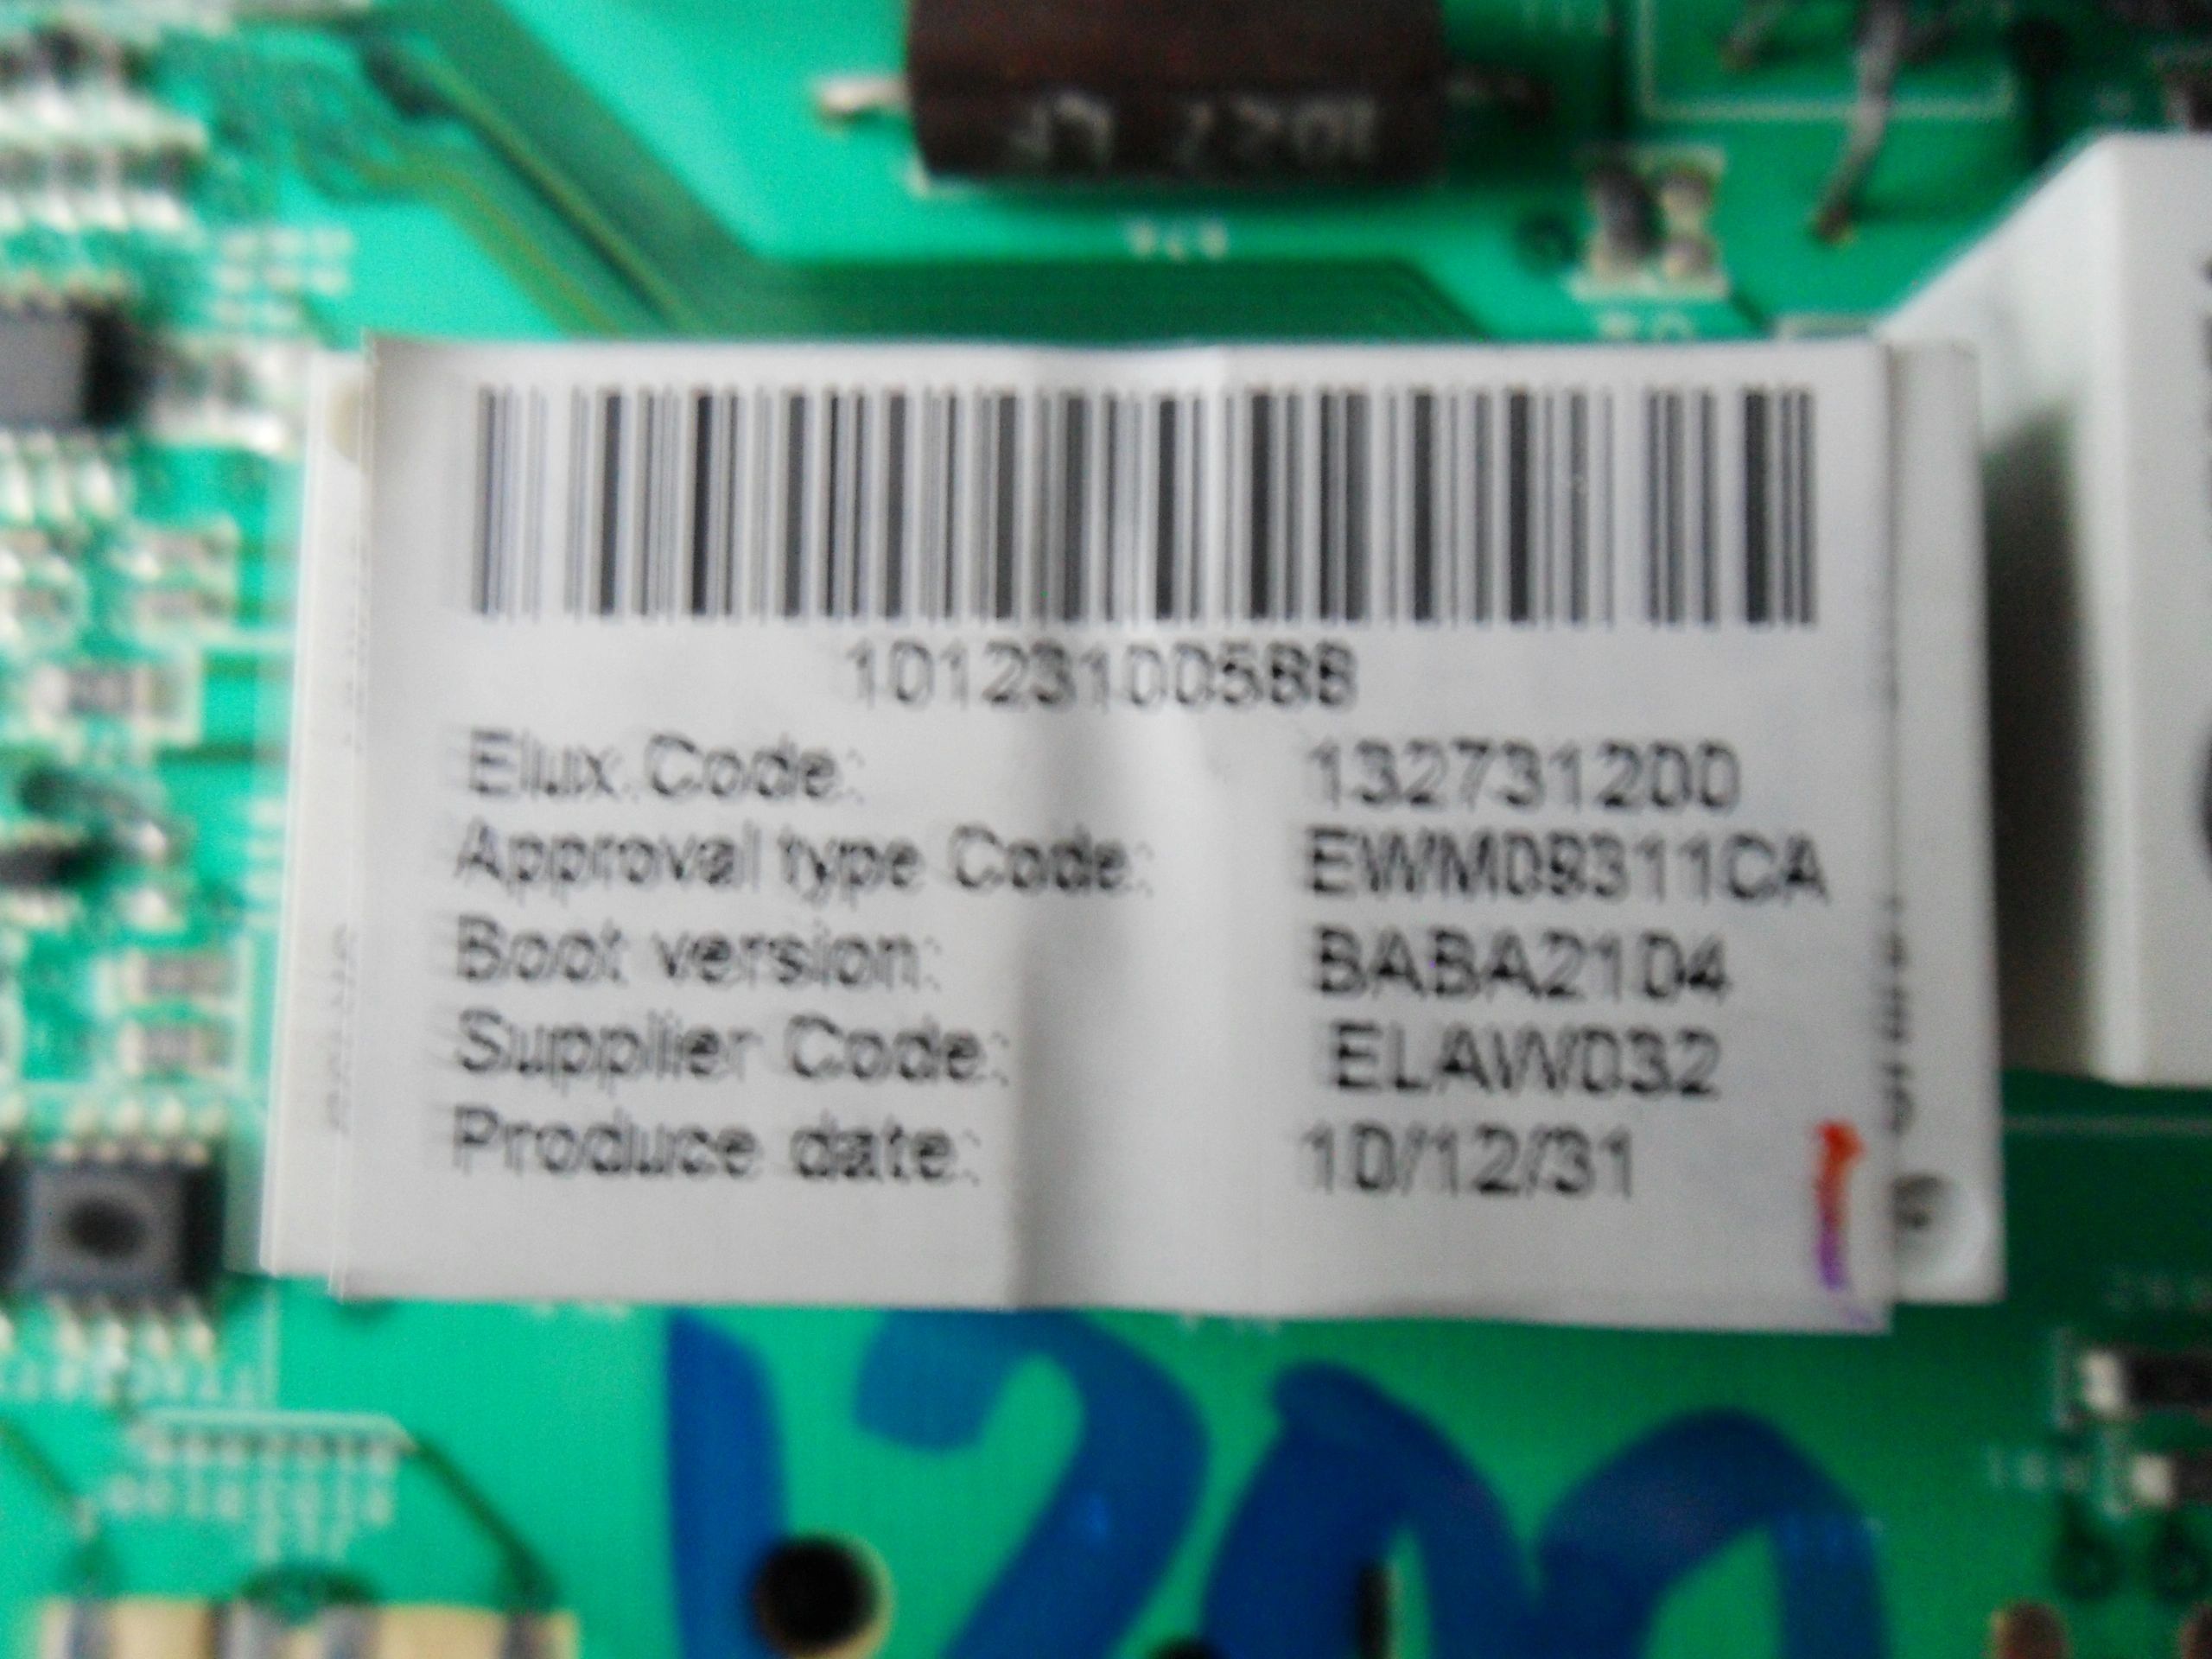 10123100588
Elux Code: 132731200
Approval type Code: EWM09311CA
Boot version: BABA2104
Supplier Code: ELAW032
Produce date: 10/12/31
1200